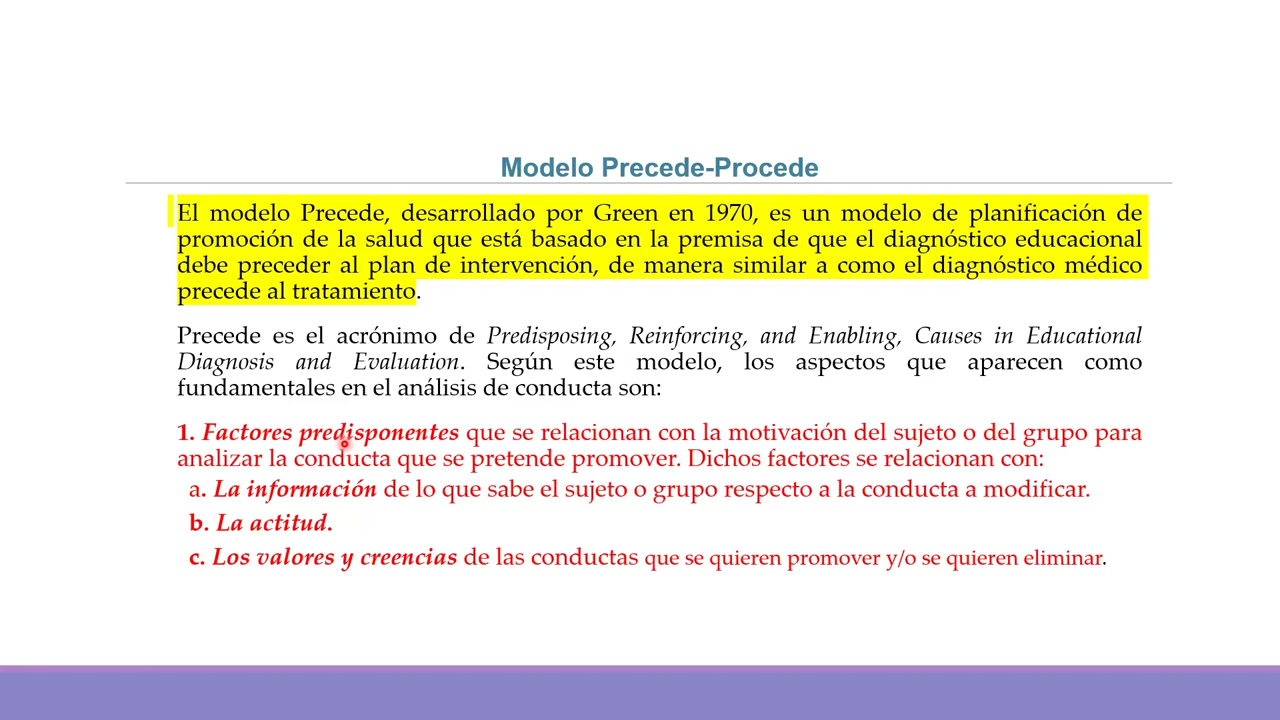 Modelo Precede-Procede
El modelo Precede, desarrollado por Green en 1970, es un modelo de planificación de
promoción de la salud que está basado en la premisa de que el diagnóstico educacional
debe preceder al plan de intervención, de manera similar a como el diagnóstico médico
precede al tratamiento.
Precede es el acrónimo de Predisposing, Reinforcing, and Enabling, Causes in Educational
Diagnosis and Evaluation. Según este modelo, los aspectos que aparecen como
fundamentales en el análisis de conducta son:
1. Factores predisponentes que se relacionan con la motivación del sujeto o del grupo para
analizar la conducta que se pretende promover. Dichos factores se relacionan con:
a. La información de lo que sabe el sujeto o grupo respecto a la conducta a modificar.
b. La actitud.
c. Los valores y creencias de las conductas que se quieren promover y/o se quieren eliminar.